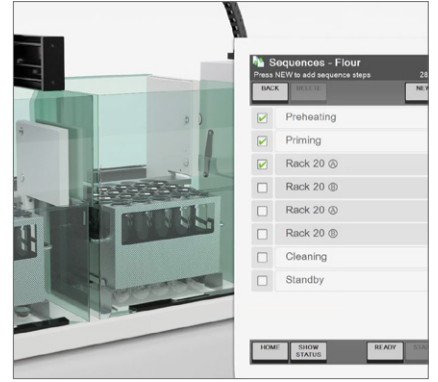 Sequences - Flour
Press NEW to add sequence steps
28
BACK
DELETE
NE
Preheating
Priming
Rack 20 Ⓐ
Rack 20 Ⓑ
Rack 20 Ⓐ
Rack 20 Ⓑ
Cleaning
Standby
HOME
SHOW STATUS
READY